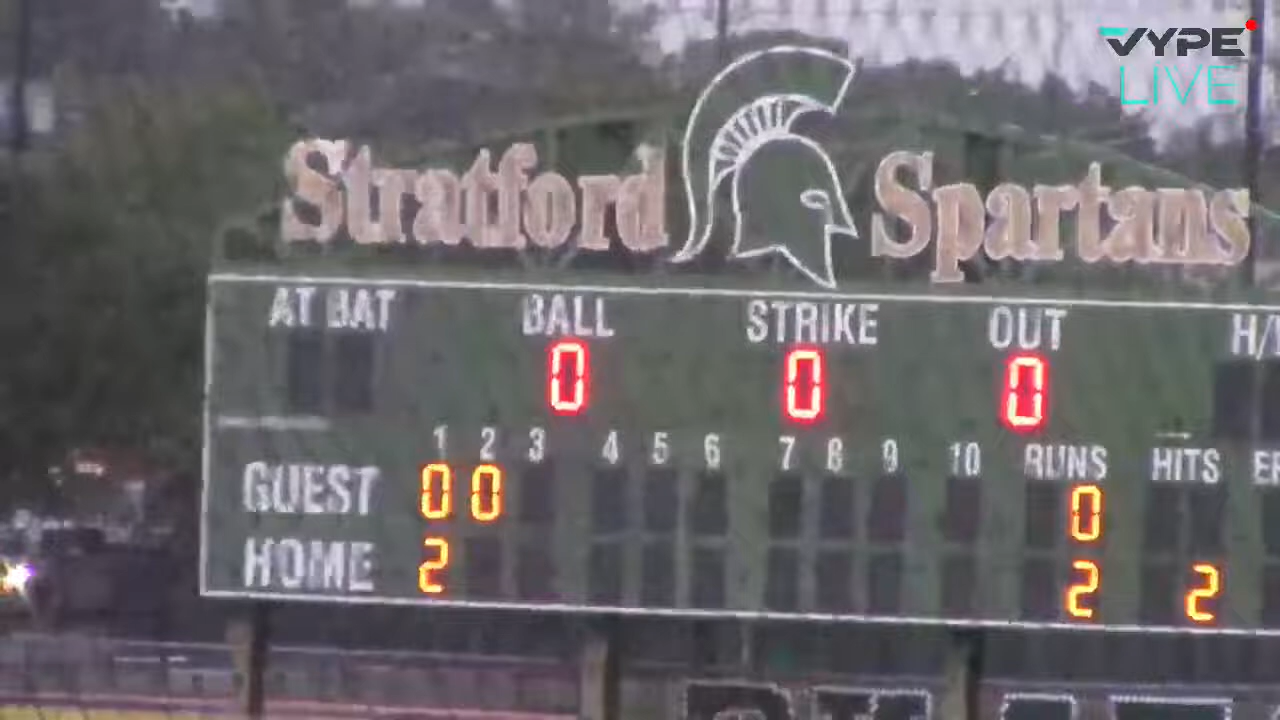 VYPE
LIVE
Stratford Spartans
AT BAT BALL STRIKE OUT
0 0 0
1 2 3 4 5 6 7 8 9 10 RUNS HITS
GUEST 0 0 0
HOME 2 2 2